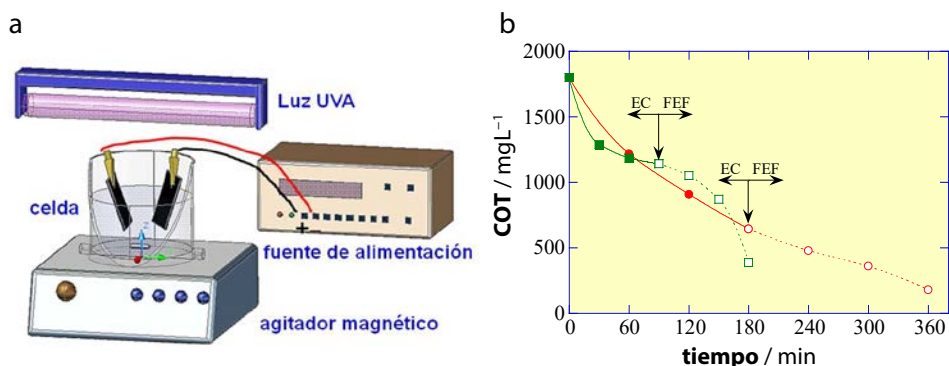 a
Luz UVA
celda
+ -
fuente de alimentación
agitador magnético
b
2000
1500
1000
500
0
COT / mgL⁻¹
EC FEF
EC FEF
0 60 120 180 240 300 360
tiempo / min